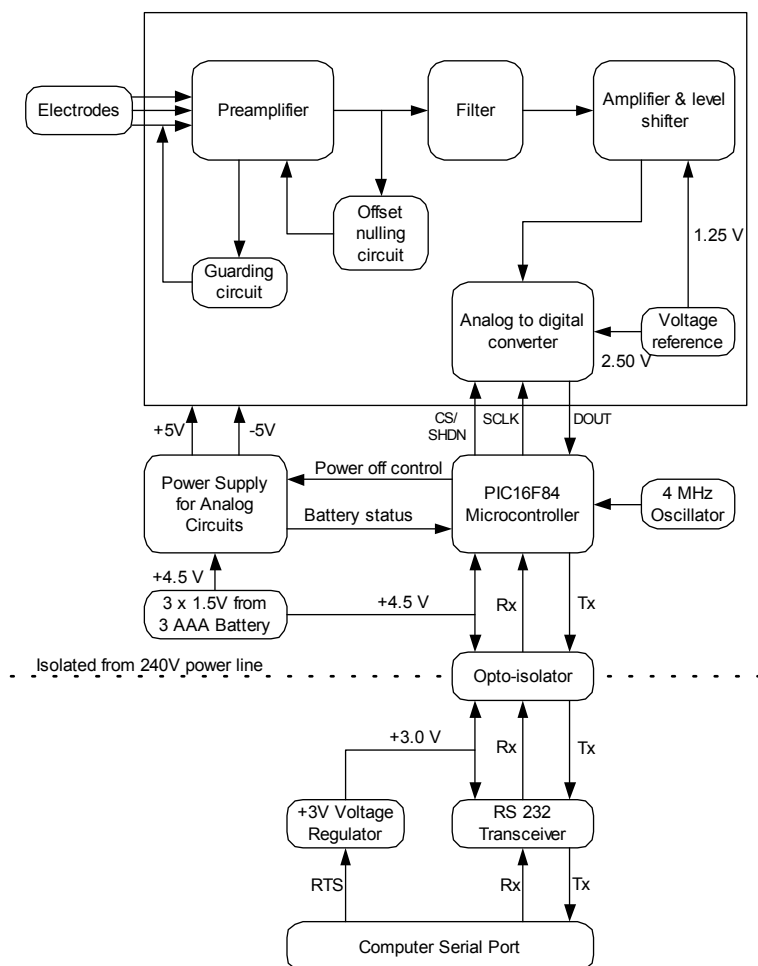 Electrodes
Preamplifier
Filter
Amplifier & level
shifter
Offset
nulling
circuit
Guarding
circuit
1.25 V
Analog to digital
converter
Voltage
reference
2.50 V
+5V
-5V
CS/
SHDN
SCLK
DOUT
Power Supply
for Analog
Circuits
Power off control
Battery status
PIC16F84
Microcontroller
4 MHz
Oscillator
+4.5 V
3 x 1.5V from
3 AAA Battery
+4.5 V
Rx
Tx
Isolated from 240V power line
Opto-isolator
+3.0 V
Rx
Tx
+3V Voltage
Regulator
RS 232
Transceiver
RTS
Rx
Tx
Computer Serial Port